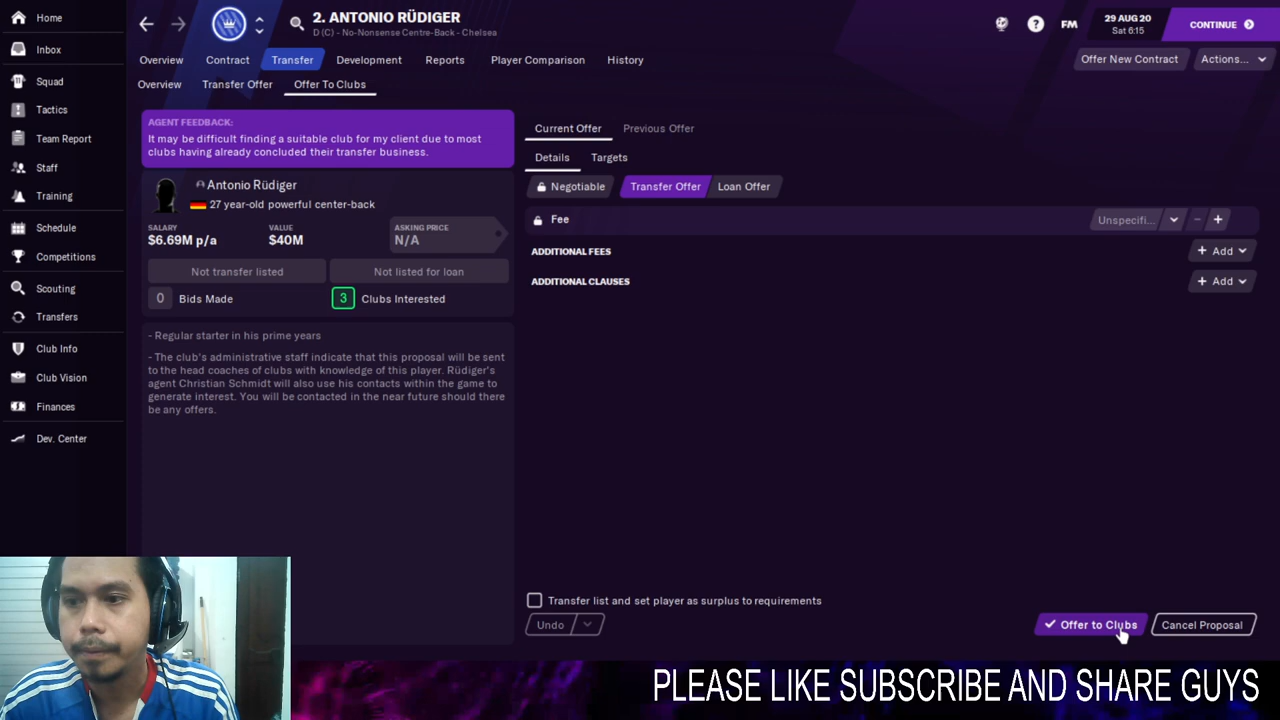 Home
Inbox
Squad
Tactics
Team Report
Staff
Training
Schedule
Competitions
Scouting
Transfers
Club Info
Club Vision
Finances
Dev. Center
2. ANTONIO RÜDIGER
D (C) - No-Nonsense Centre-Back - Chelsea
FM
29 AUG 20
Sat 6:15
CONTINUE
Overview
Contract
Transfer
Development
Reports
Player Comparison
History
Offer New Contract
Actions...
Overview
Transfer Offer
Offer To Clubs
AGENT FEEDBACK:
It may be difficult finding a suitable club for my client due to most
clubs having already concluded their transfer business.
Antonio Rüdiger
27 year-old powerful center-back
SALARY
$6.69M p/a
VALUE
$40M
ASKING PRICE
N/A
Not transfer listed
Not listed for loan
0 Bids Made
3 Clubs Interested
- Regular starter in his prime years
- The club's administrative staff indicate that this proposal will be sent
to the head coaches of clubs with knowledge of this player. Rüdiger's
agent Christian Schmidt will also use his contacts within the game to
generate interest. You will be contacted in the near future should there
be any offers.
Current Offer
Previous Offer
Details
Targets
Negotiable
Transfer Offer
Loan Offer
Fee
Unspecifi...
ADDITIONAL FEES
+ Add
ADDITIONAL CLAUSES
+ Add
Transfer list and set player as surplus to requirements
Undo
Offer to Clubs
Cancel Proposal
PLEASE LIKE SUBSCRIBE AND SHARE GUYS